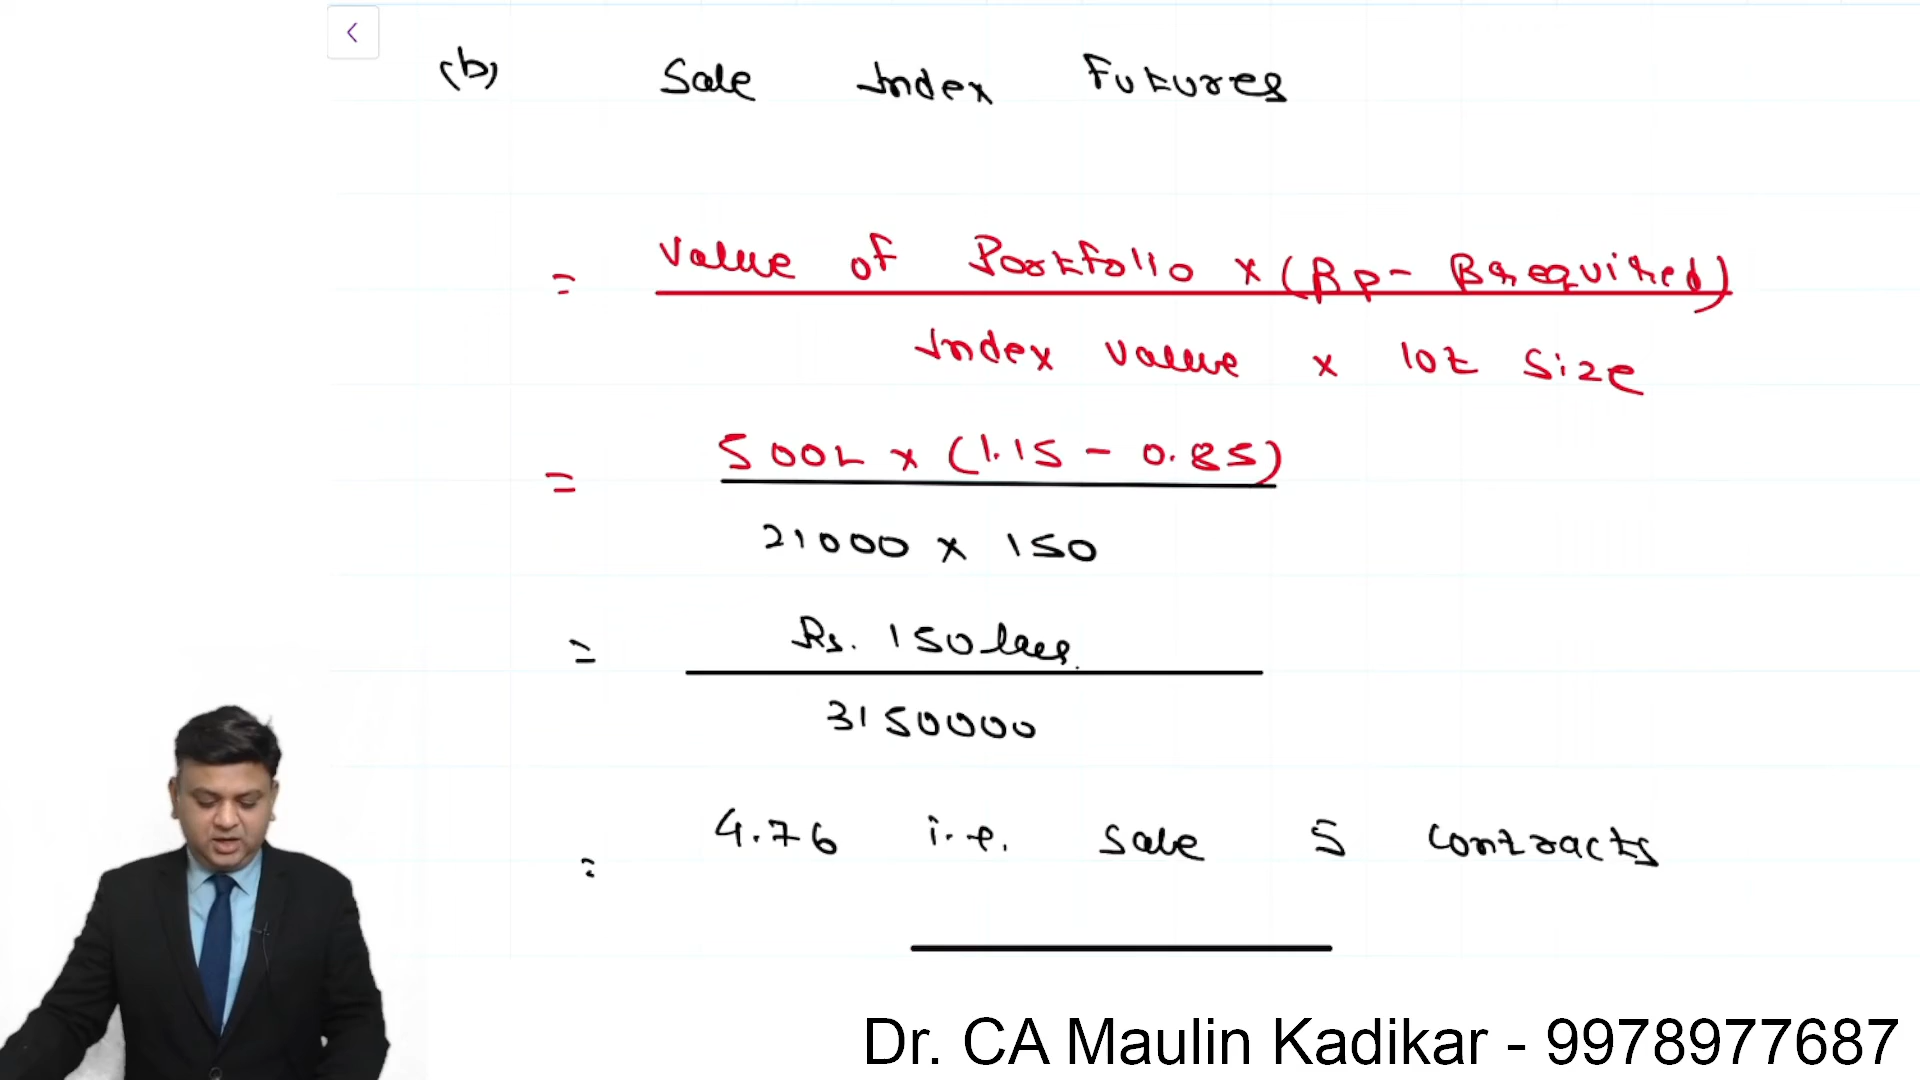 (b) Sale Index Futures
= Value of Portfolio x (βp - βrequired)
Index value x lot size
= 500L x (1.15 - 0.85)
21000 x 150
= Rs. 150 lacs.
3150000
= 4.76 i.e. sale 5 contracts
Dr. CA Maulin Kadikar - 9978977687